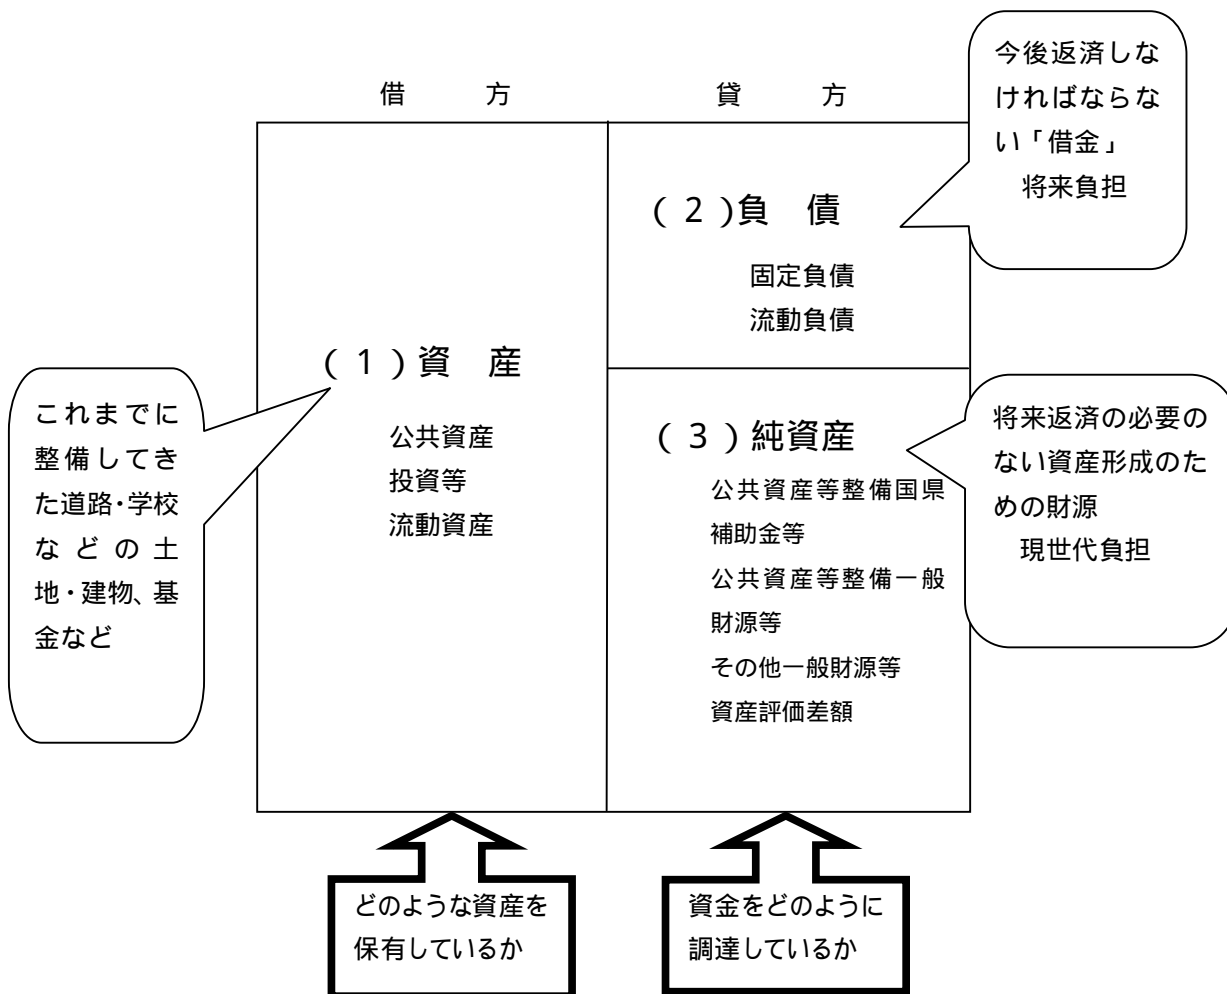 借　方
貸　方
今後返済しな
ければならな
い「借金」
将来負担
(２)負　債
固定負債
流動負債
(１)資　産
公共資産
投資等
流動資産
これまでに
整備してき
た道路・学校
などの土
地・建物、基
金など
(３)純資産
公共資産等整備国県
補助金等
公共資産等整備一般
財源等
その他一般財源等
資産評価差額
将来返済の必要の
ない資産形成のた
めの財源
現世代負担
どのような資産を
保有しているか
資金をどのように
調達しているか